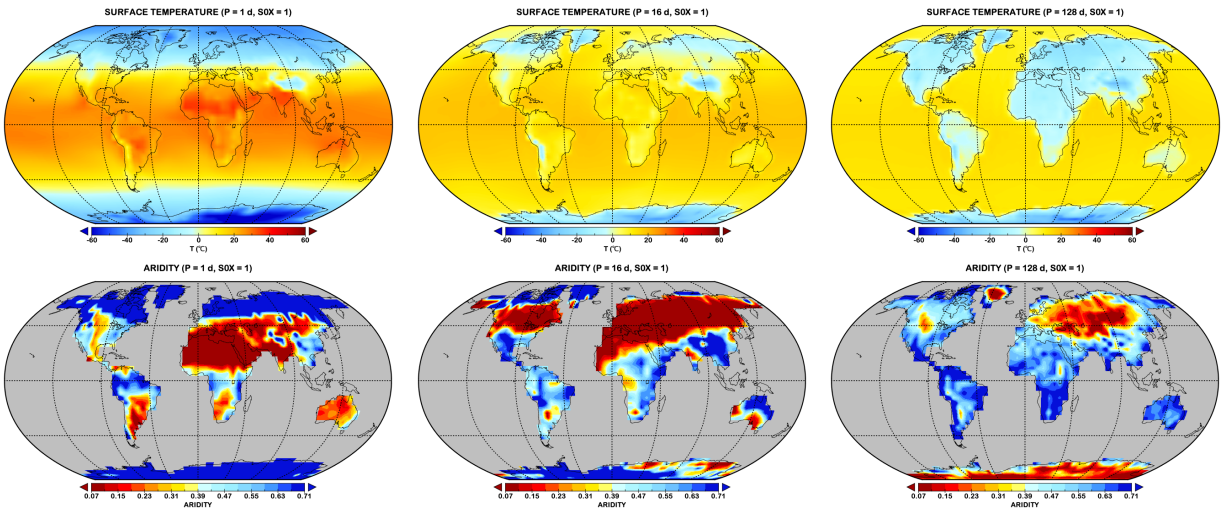 SURFACE TEMPERATURE (P = 1 d, S0X = 1)
SURFACE TEMPERATURE (P = 16 d, S0X = 1)
SURFACE TEMPERATURE (P = 128 d, S0X = 1)
-60 -40 -20 0 20 40 60
T (°C)
-60 -40 -20 0 20 40 60
T (°C)
-60 -40 -20 0 20 40 60
T (°C)
ARIDITY (P = 1 d, S0X = 1)
ARIDITY (P = 16 d, S0X = 1)
ARIDITY (P = 128 d, S0X = 1)
0.07 0.15 0.23 0.31 0.39 0.47 0.55 0.63 0.71
ARIDITY
0.07 0.15 0.23 0.31 0.39 0.47 0.55 0.63 0.71
ARIDITY
0.07 0.15 0.23 0.31 0.39 0.47 0.55 0.63 0.71
ARIDITY